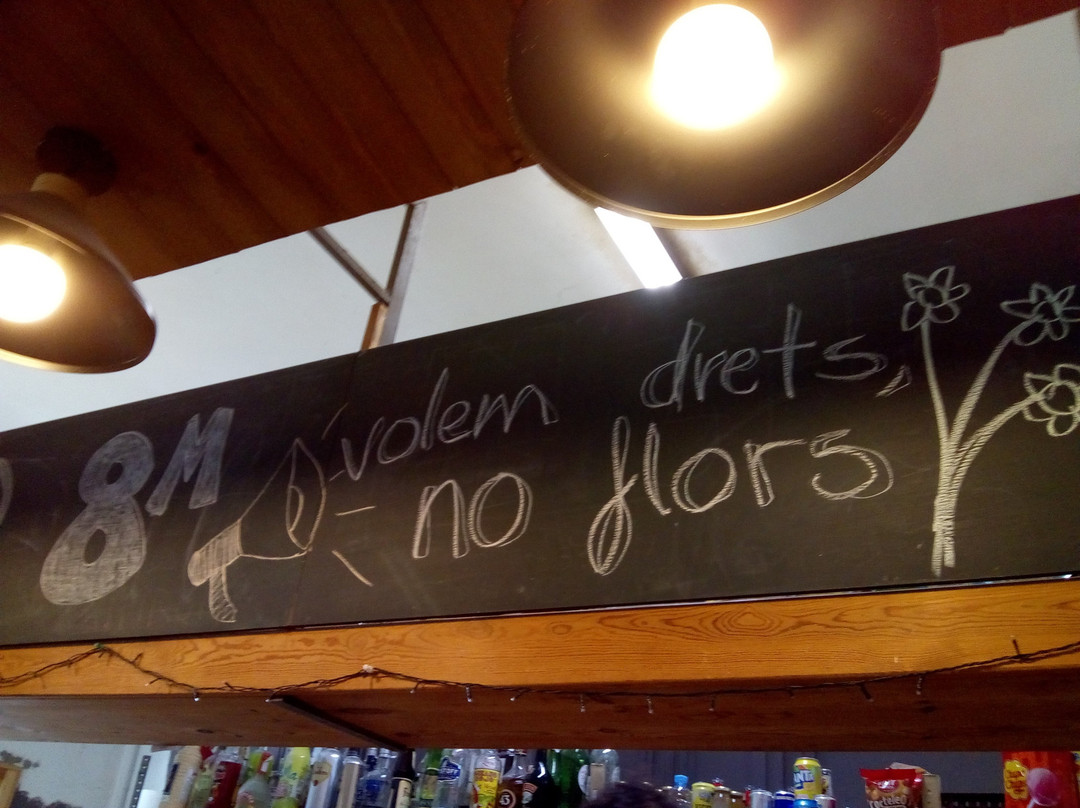 8M volem drets,
no flors